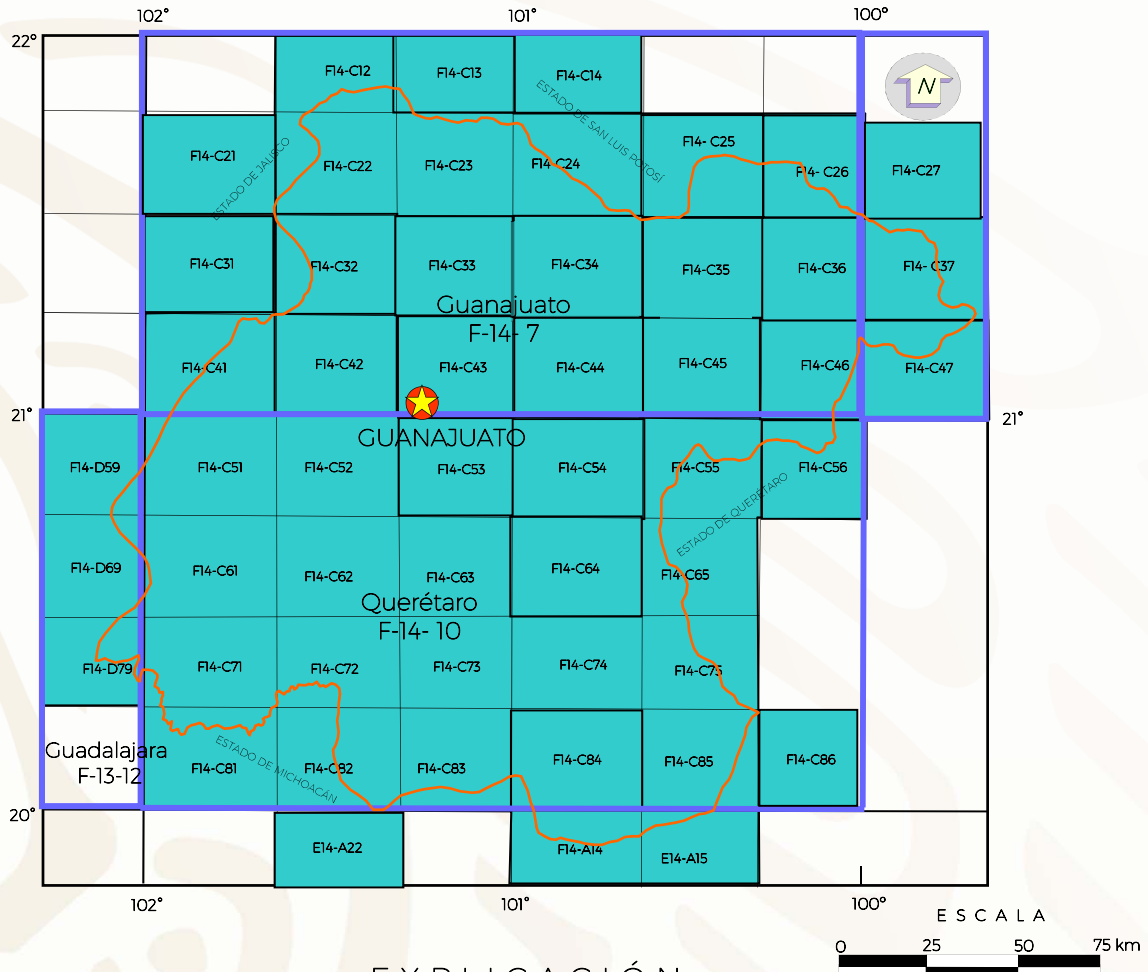 102° 101° 100°
22°
N
F14-C12 F14-C13 F14-C14
ESTADO DE SAN LUIS POTOSÍ
ESTADO DE JALISCO
F14-C21 F14-C22 F14-C23 F14-C24 F14- C25 F14- C26 F14-C27
F14-C31 F14-C32 F14-C33 F14-C34 F14-C35 F14-C36 F14- C37
Guanajuato
F-14- 7
F14-C41 F14-C42 F14-C43 F14-C44 F14-C45 F14-C46 F14-C47
21° 21°
GUANAJUATO
F14-D59 F14-C51 F14-C52 F14-C53 F14-C54 F14-C55 F14-C56
ESTADO DE QUERÉTARO
F14-D69 F14-C61 F14-C62 F14-C63 F14-C64 F14-C65
Querétaro
F-14- 10
F14-D79 F14-C71 F14-C72 F14-C73 F14-C74 F14-C75
Guadalajara
F-13-12
ESTADO DE MICHOACÁN
F14-C81 F14-C82 F14-C83 F14-C84 F14-C85 F14-C86
20°
E14-A22 F14-A14 E14-A15
102° 101° 100°
ESCALA
0 25 50 75 km
EXPLICACIÓN